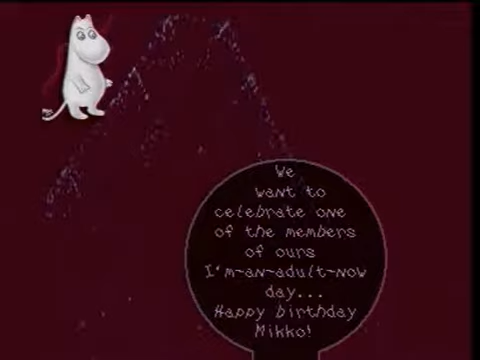 We
want to
celebrate one
of the members
of ours
I'm-an-adult-now
day...
Happy birthday
Mikko!